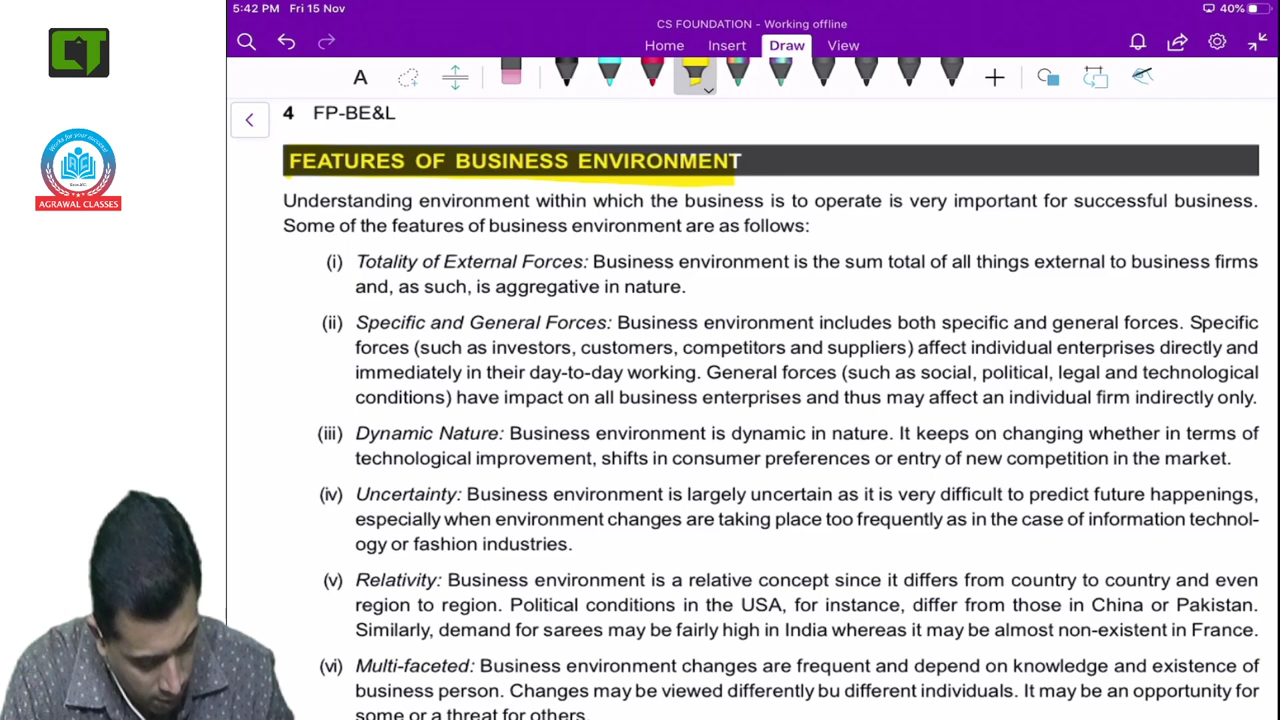 5:42 PM Fri 15 Nov
40%
CS FOUNDATION - Working offline
Home Insert Draw View
A
CT
Works for your success!
AGRAWAL CLASSES
4 FP-BE&L
FEATURES OF BUSINESS ENVIRONMENT
Understanding environment within which the business is to operate is very important for successful business.
Some of the features of business environment are as follows:
(i) Totality of External Forces: Business environment is the sum total of all things external to business firms
and, as such, is aggregative in nature.
(ii) Specific and General Forces: Business environment includes both specific and general forces. Specific
forces (such as investors, customers, competitors and suppliers) affect individual enterprises directly and
immediately in their day-to-day working. General forces (such as social, political, legal and technological
conditions) have impact on all business enterprises and thus may affect an individual firm indirectly only.
(iii) Dynamic Nature: Business environment is dynamic in nature. It keeps on changing whether in terms of
technological improvement, shifts in consumer preferences or entry of new competition in the market.
(iv) Uncertainty: Business environment is largely uncertain as it is very difficult to predict future happenings,
especially when environment changes are taking place too frequently as in the case of information technol-
ogy or fashion industries.
(v) Relativity: Business environment is a relative concept since it differs from country to country and even
region to region. Political conditions in the USA, for instance, differ from those in China or Pakistan.
Similarly, demand for sarees may be fairly high in India whereas it may be almost non-existent in France.
(vi) Multi-faceted: Business environment changes are frequent and depend on knowledge and existence of
business person. Changes may be viewed differently bu different individuals. It may be an opportunity for
some or a threat for others.